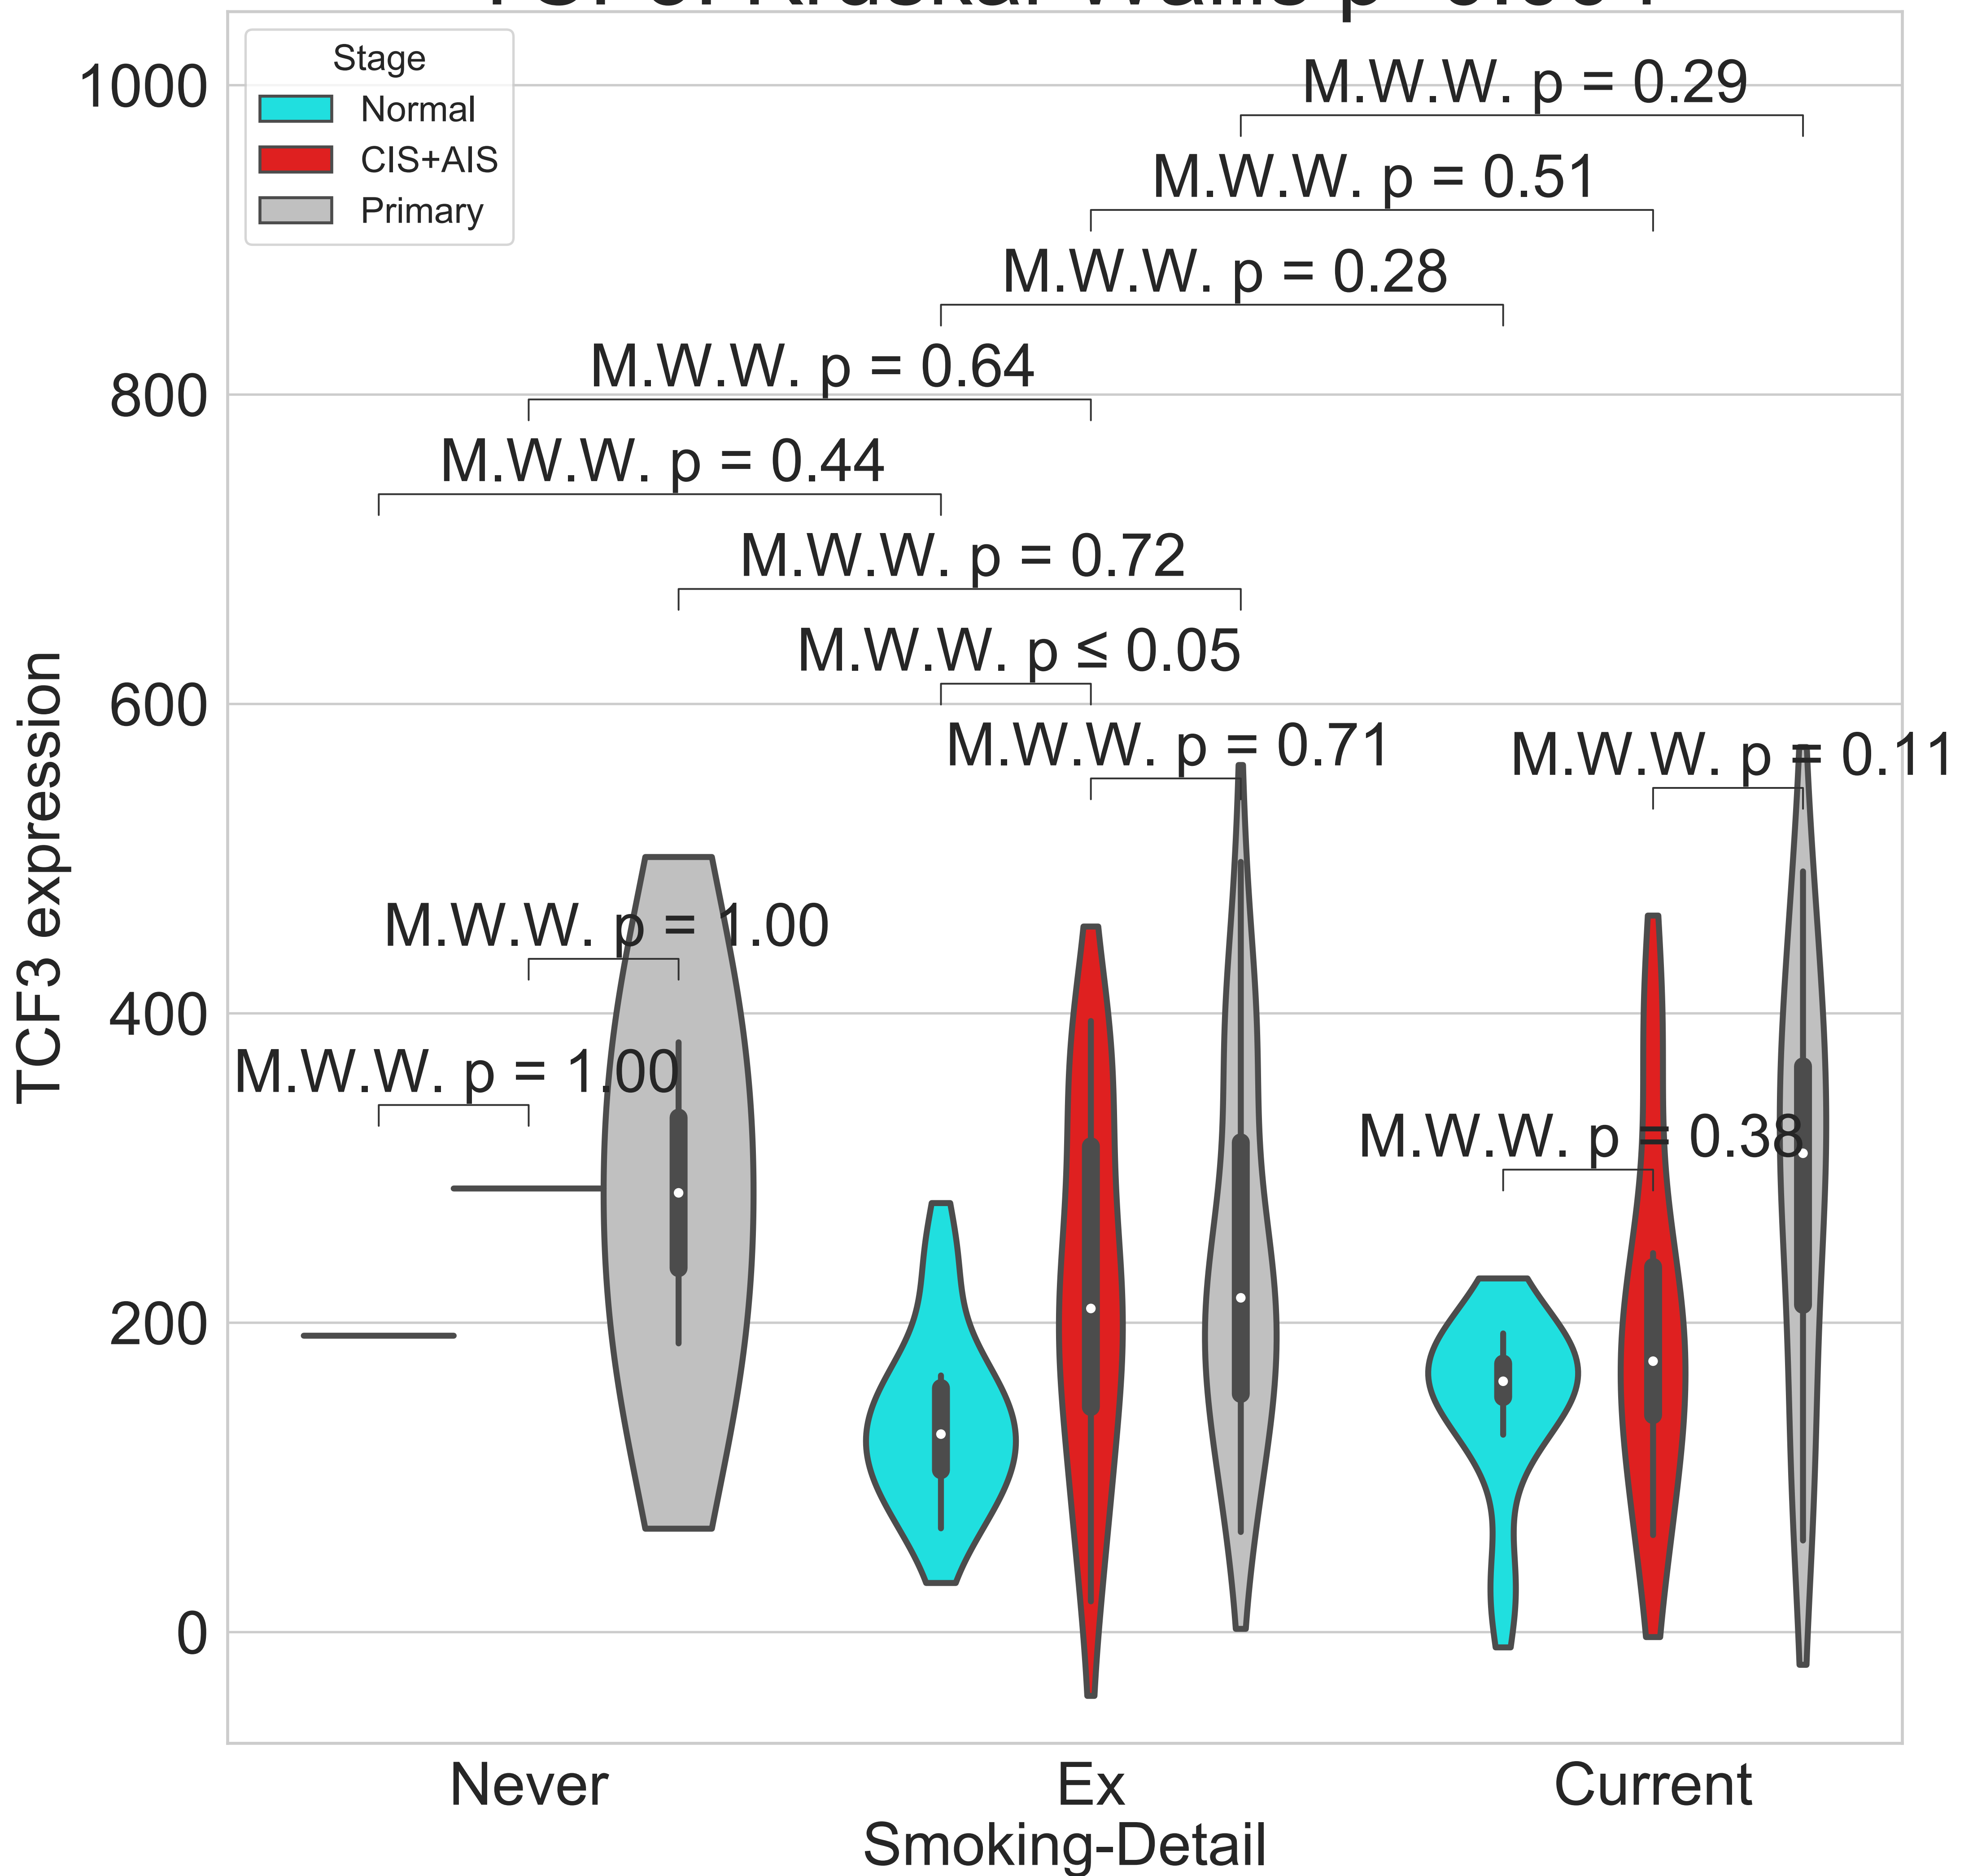 Stage
Normal
CIS+AIS
Primary
1000
800
600
400
200
0
TCF3 expression
M.W.W. p = 0.29
M.W.W. p = 0.51
M.W.W. p = 0.28
M.W.W. p = 0.64
M.W.W. p = 0.44
M.W.W. p = 0.72
M.W.W. p ≤ 0.05
M.W.W. p = 0.71
M.W.W. p = 0.11
M.W.W. p = 1.00
M.W.W. p = 1.00
M.W.W. p = 0.38
Never
Ex
Current
Smoking-Detail